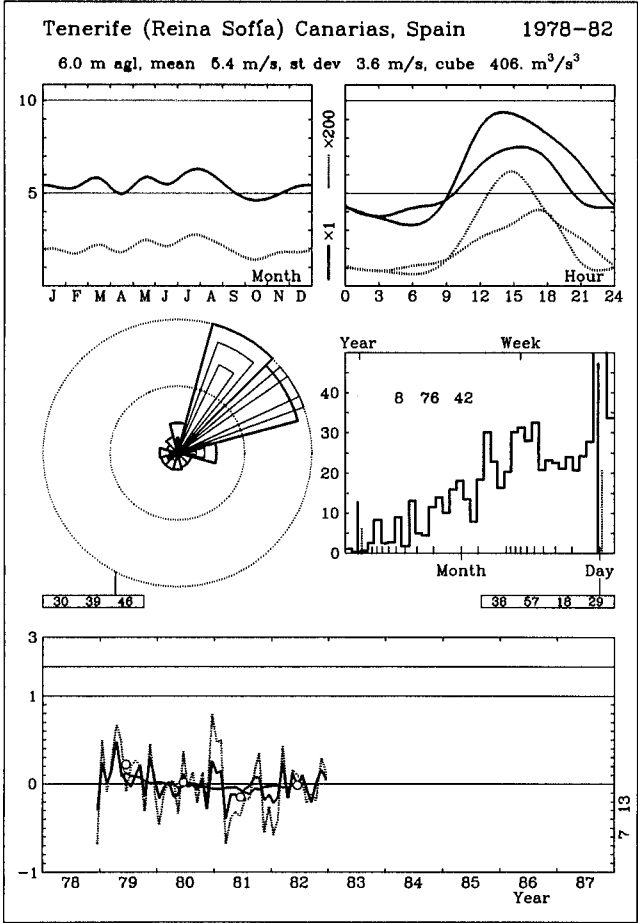 Tenerife (Reina Sofía) Canarias, Spain 1978–82
6.0 m agl, mean 5.4 m/s, st dev 3.6 m/s, cube 406. m³/s³
10
5
Month
J F M A M J J A S O N D
×1 ×200
Hour
0 3 6 9 12 15 18 21 24
30 39 46
Year Week
8 76 42
40
30
20
10
0
Month Day
36 57 18 29
3
1
0
-1
78 79 80 81 82 83 84 85 86 87
Year
7 13